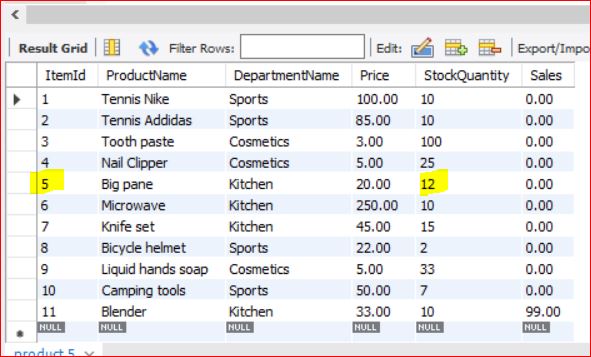 Result Grid Filter Rows: Edit: Export/Impo
ItemId ProductName DepartmentName Price StockQuantity Sales
1 Tennis Nike Sports 100.00 10 0.00
2 Tennis Addidas Sports 85.00 10 0.00
3 Tooth paste Cosmetics 3.00 100 0.00
4 Nail Clipper Cosmetics 5.00 25 0.00
5 Big pane Kitchen 20.00 12 0.00
6 Microwave Kitchen 250.00 10 0.00
7 Knife set Kitchen 45.00 15 0.00
8 Bicycle helmet Sports 22.00 2 0.00
9 Liquid hands soap Cosmetics 5.00 33 0.00
10 Camping tools Sports 50.00 7 0.00
11 Blender Kitchen 33.00 10 99.00
NULL NULL NULL NULL NULL NULL
product 5